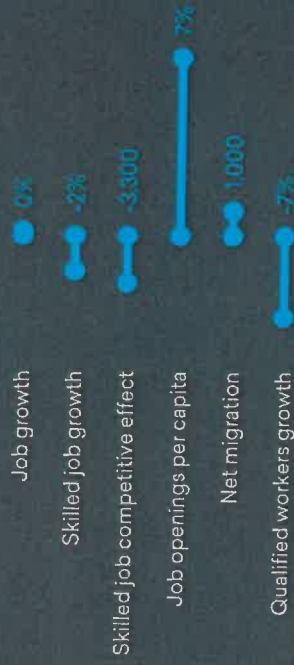 Job growth 0%
Skilled job growth -2%
Skilled job competitive effect -3,300
Job openings per capita 7%
Net migration 1,000
Qualified workers growth -7%